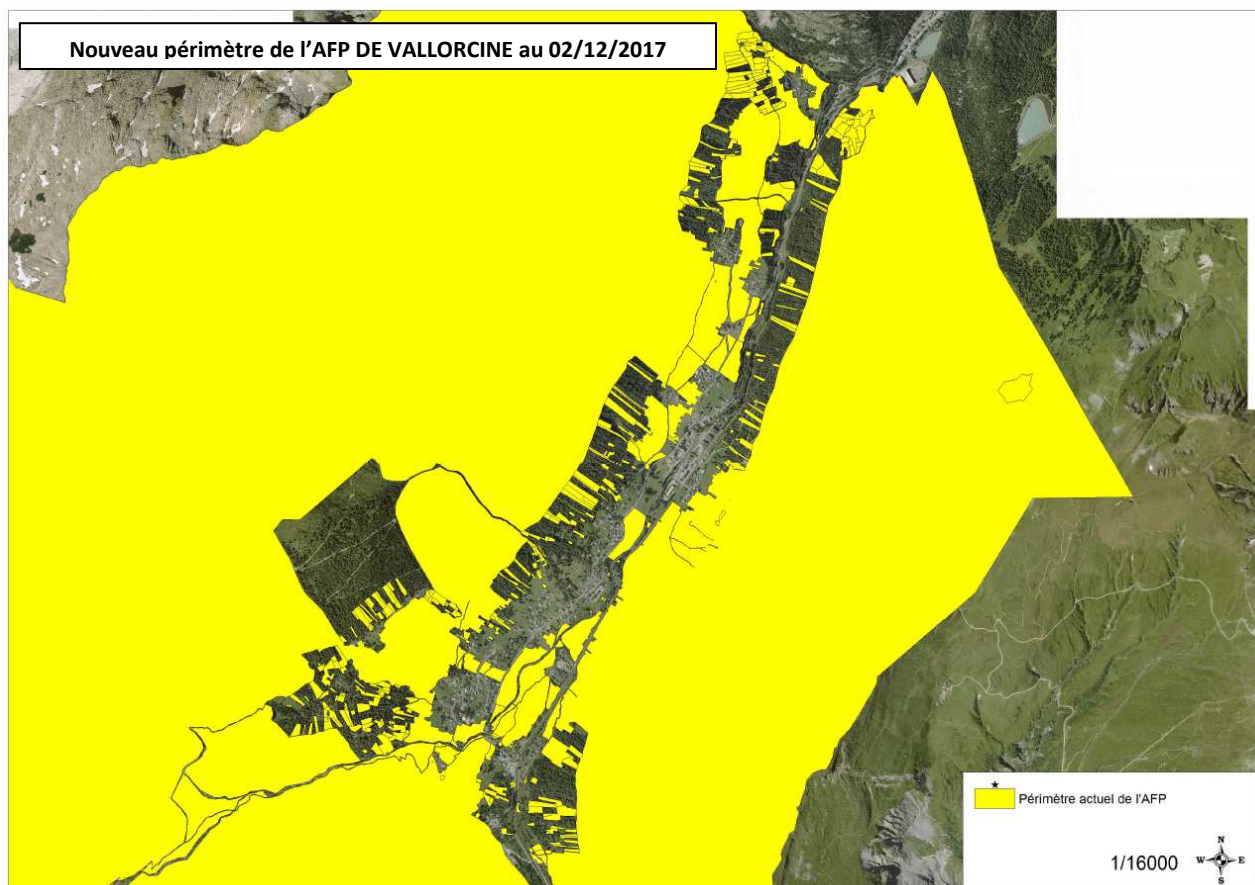 Nouveau périmètre de l’AFP DE VALLORCINE au 02/12/2017
Périmètre actuel de l'AFP
1/16000
N
W E
S